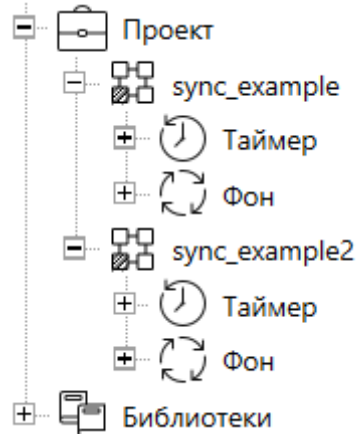 Проект
sync_example
Таймер
Фон
sync_example2
Таймер
Фон
Библиотеки